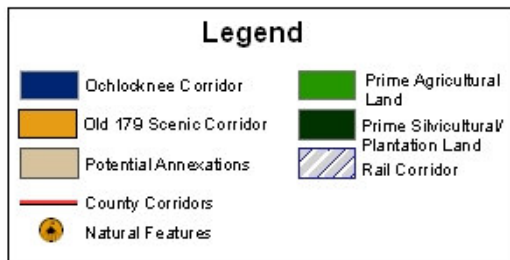 Legend
Ochlocknee Corridor
Old 179 Scenic Corridor
Potential Annexations
County Corridors
Natural Features
Prime Agricultural
Land
Prime Silvicultural/
Plantation Land
Rail Corridor